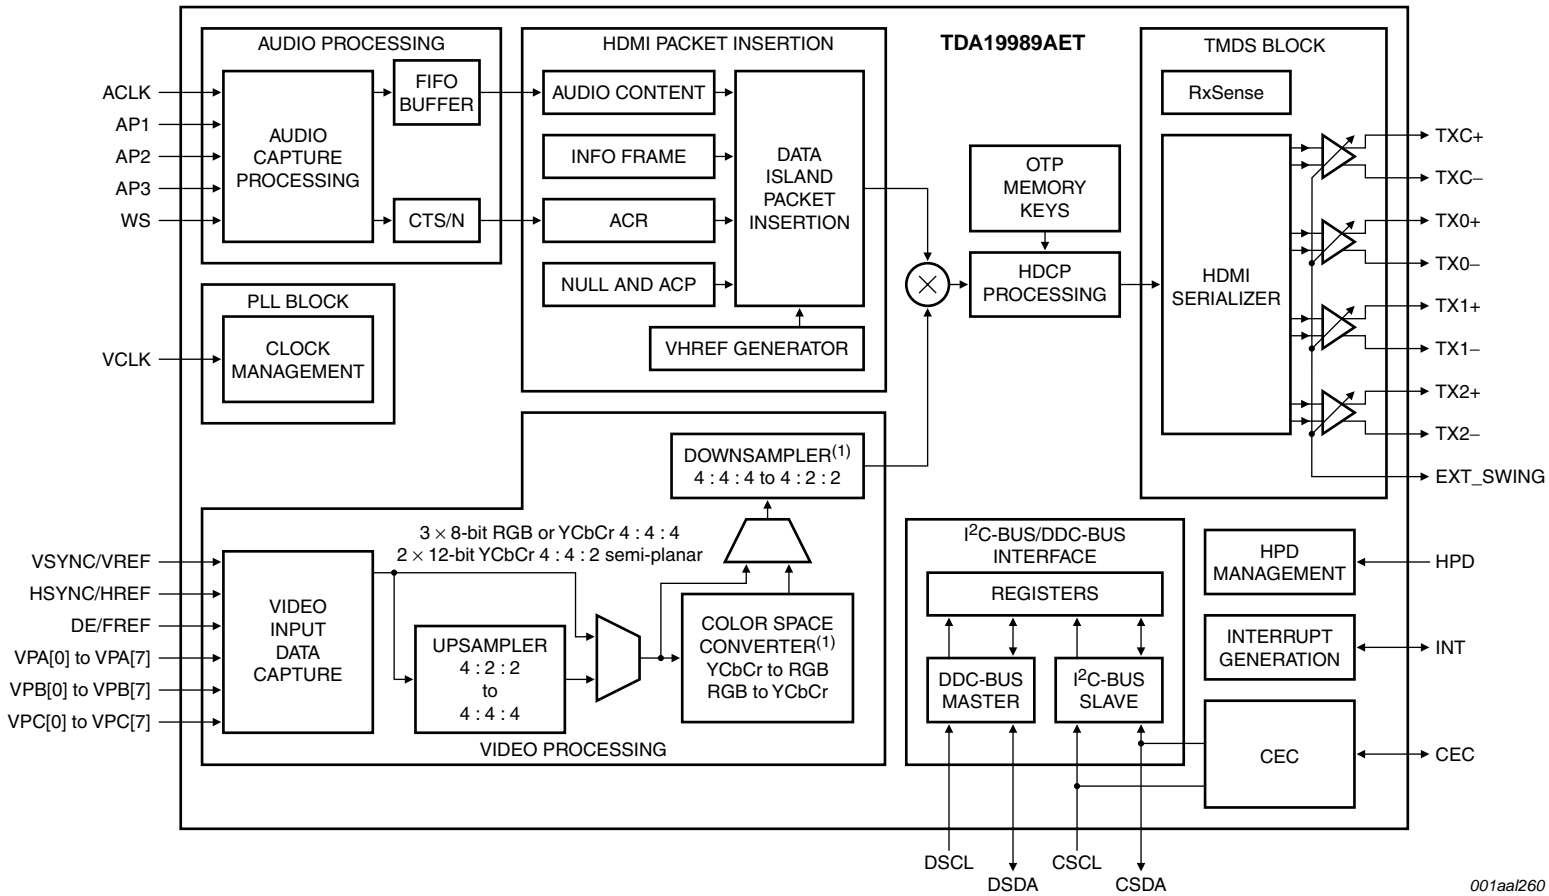 TDA19989AET
AUDIO PROCESSING
ACLK
AP1
AP2
AP3
WS
AUDIO
CAPTURE
PROCESSING
FIFO
BUFFER
CTS/N
PLL BLOCK
VCLK
CLOCK
MANAGEMENT
HDMI PACKET INSERTION
AUDIO CONTENT
INFO FRAME
ACR
NULL AND ACP
DATA
ISLAND
PACKET
INSERTION
VHREF GENERATOR
OTP
MEMORY
KEYS
HDCP
PROCESSING
TMDS BLOCK
RxSense
HDMI
SERIALIZER
TXC+
TXC−
TX0+
TX0−
TX1+
TX1−
TX2+
TX2−
EXT_SWING
VSYNC/VREF
HSYNC/HREF
DE/FREF
VPA[0] to VPA[7]
VPB[0] to VPB[7]
VPC[0] to VPC[7]
VIDEO
INPUT
DATA
CAPTURE
3 × 8-bit RGB or YCbCr 4 : 4 : 4
2 × 12-bit YCbCr 4 : 4 : 2 semi-planar
UPSAMPLER
4 : 2 : 2
to
4 : 4 : 4
DOWNSAMPLER(1)
4 : 4 : 4 to 4 : 2 : 2
COLOR SPACE
CONVERTER(1)
YCbCr to RGB
RGB to YCbCr
VIDEO PROCESSING
I2C-BUS/DDC-BUS
INTERFACE
REGISTERS
DDC-BUS
MASTER
I2C-BUS
SLAVE
HPD
MANAGEMENT
HPD
INTERRUPT
GENERATION
INT
CEC
CEC
DSCL
DSDA
CSCL
CSDA
001aal260